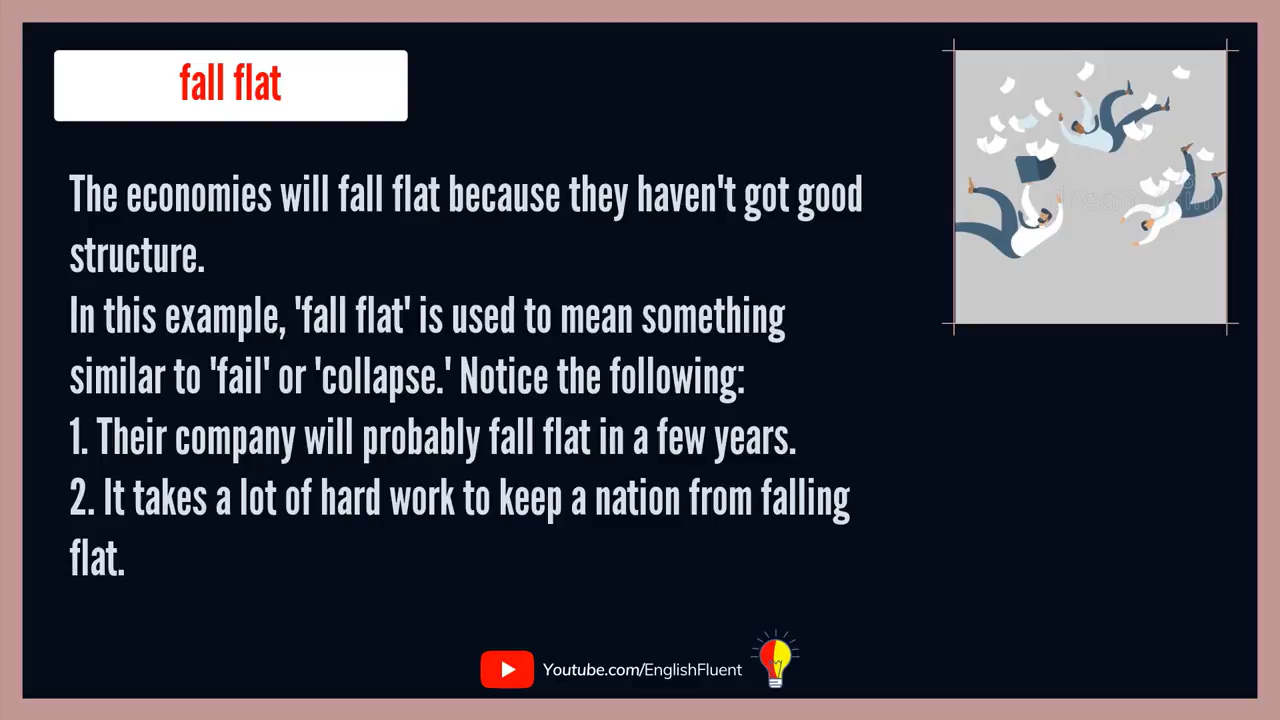 fall flat
The economies will fall flat because they haven't got good
structure.
In this example, 'fall flat' is used to mean something
similar to 'fail' or 'collapse.' Notice the following:
1. Their company will probably fall flat in a few years.
2. It takes a lot of hard work to keep a nation from falling
flat.
Youtube.com/EnglishFluent